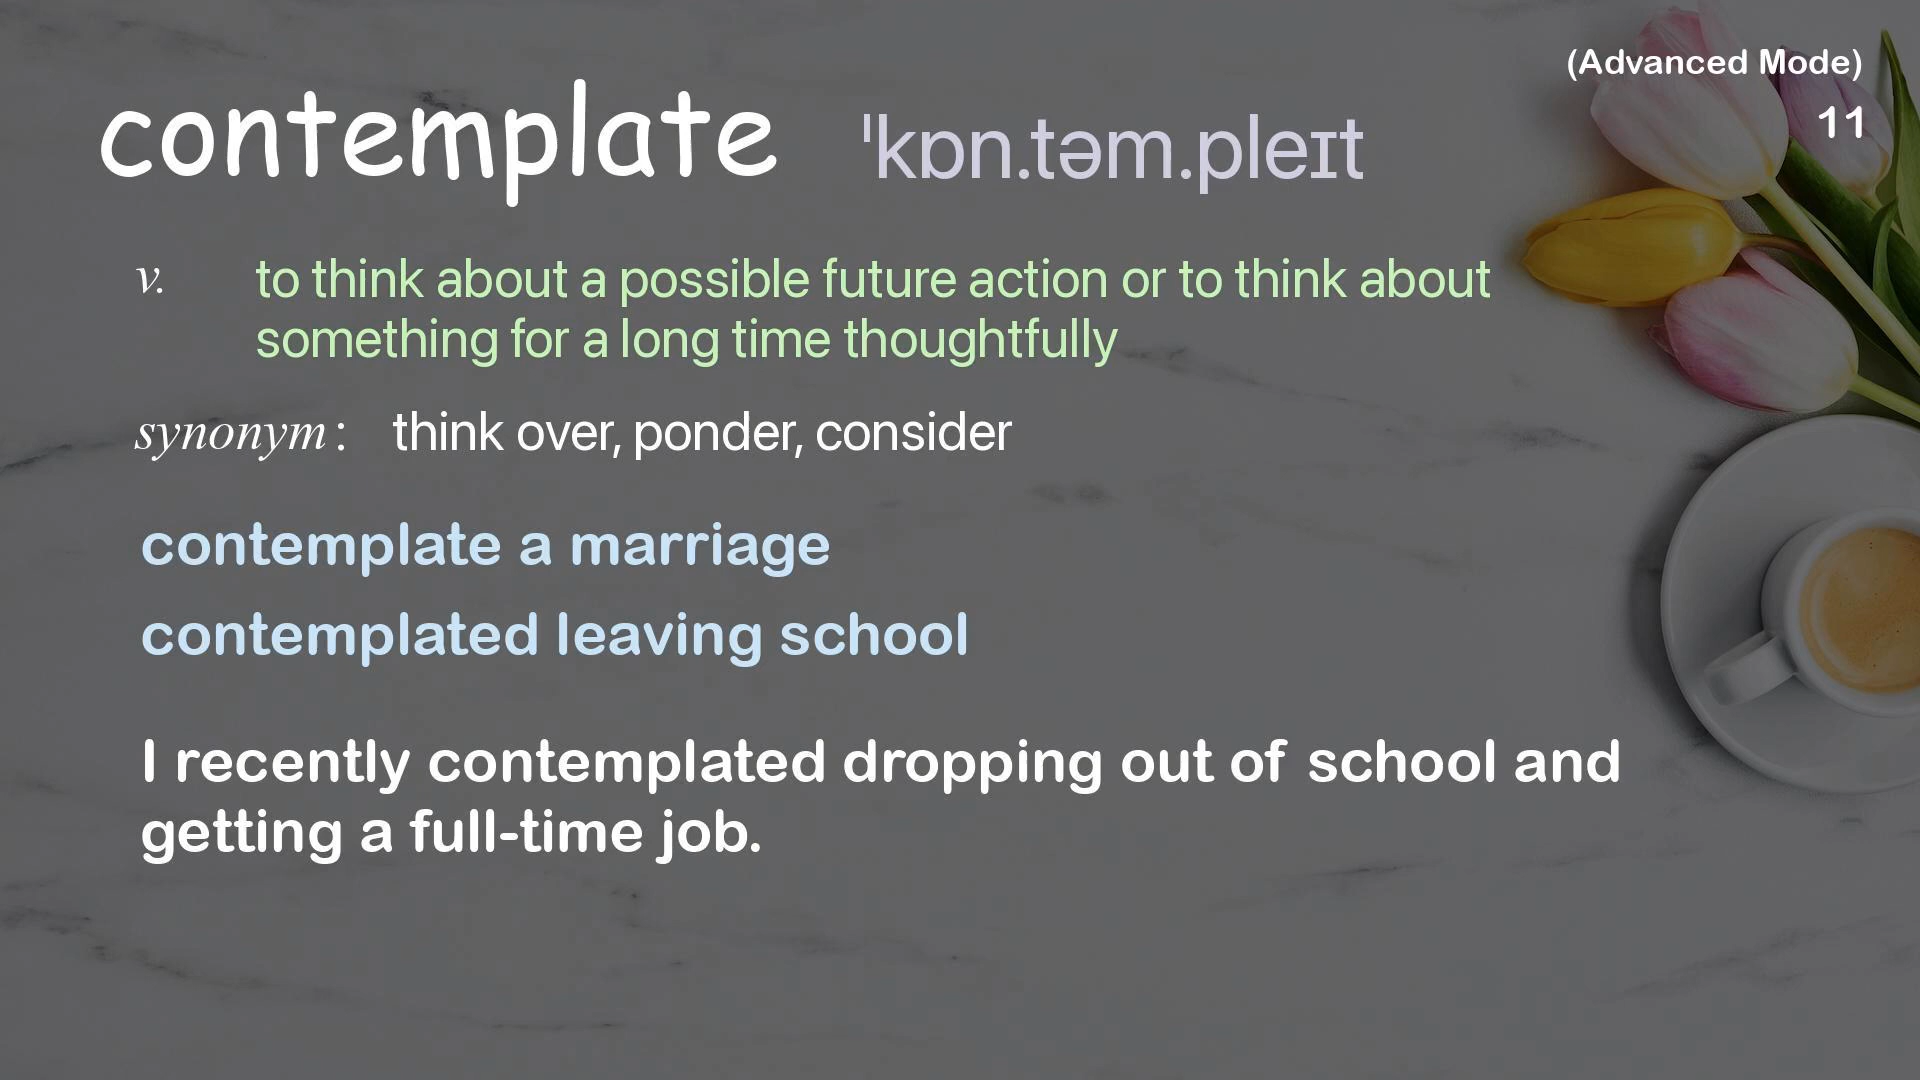 (Advanced Mode)
contemplate ˈkɒn.təm.pleɪt
11
v. to think about a possible future action or to think about
something for a long time thoughtfully
synonym : think over, ponder, consider
contemplate a marriage
contemplated leaving school
I recently contemplated dropping out of school and
getting a full-time job.